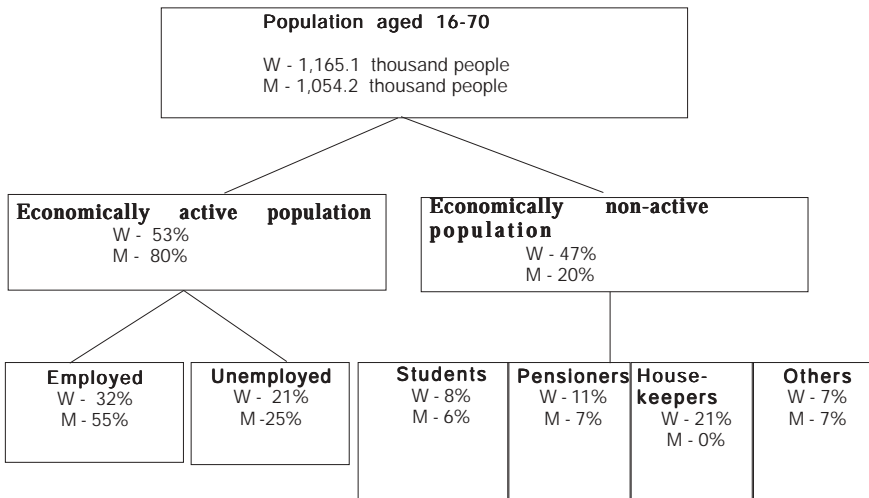 Population aged 16-70
W - 1,165.1 thousand people
M - 1,054.2 thousand people
Economically active population
W - 53%
M - 80%
Economically non-active
population
W - 47%
M - 20%
Employed
W - 32%
M - 55%
Unemployed
W - 21%
M -25%
Students
W - 8%
M - 6%
Pensioners
W - 11%
M - 7%
House-
keepers
W - 21%
M - 0%
Others
W - 7%
M - 7%